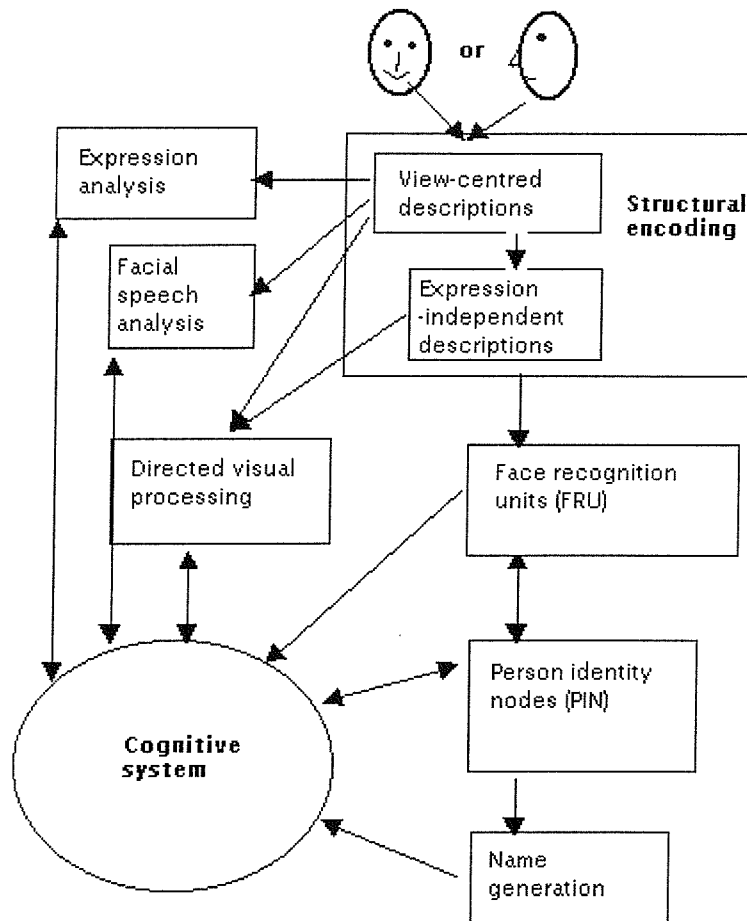 or
Expression
analysis
View-centred
descriptions
Structural
encoding
Facial
speech
analysis
Expression
-independent
descriptions
Directed visual
processing
Face recognition
units (FRU)
Person identity
nodes (PIN)
Cognitive
system
Name
generation